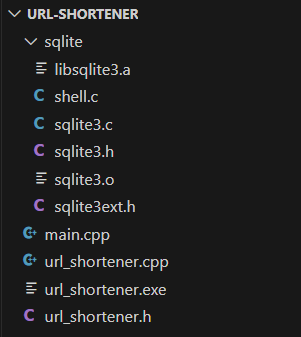 URL-SHORTENER
sqlite
libsqlite3.a
C shell.c
C sqlite3.c
C sqlite3.h
sqlite3.o
C sqlite3ext.h
C++ main.cpp
C++ url_shortener.cpp
url_shortener.exe
C url_shortener.h